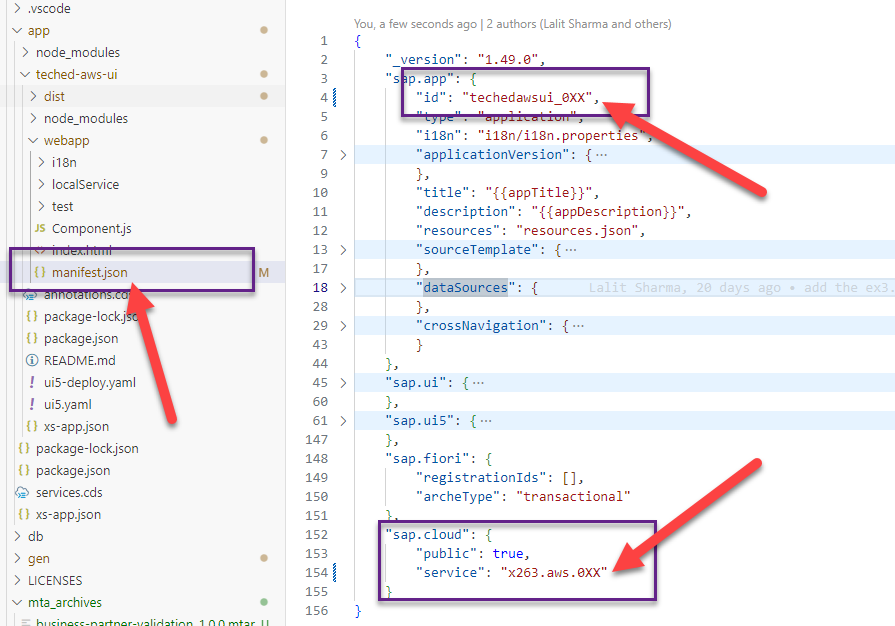 .vscode
app
node_modules
teched-aws-ui
dist
node_modules
webapp
i18n
localService
test
JS Component.js
<> index.html
{} manifest.json M
annotations.cds
{} package-lock.json
{} package.json
README.md
! ui5-deploy.yaml
! ui5.yaml
{} xs-app.json
{} package-lock.json
{} package.json
services.cds
{} xs-app.json
db
gen
LICENSES
mta_archives
business-partner-validation_1.0.0.mtar U
You, a few seconds ago | 2 authors (Lalit Sharma and others)
1 {
2 "_version": "1.49.0",
3 "sap.app": {
4 "id": "techedawsui_0XX",
5 "type": "application",
6 "i18n": "i18n/i18n.properties",
7 "applicationVersion": { ···
9 },
10 "title": "{{appTitle}}",
11 "description": "{{appDescription}}",
12 "resources": "resources.json",
13 "sourceTemplate": { ···
17 },
18 "dataSources": { Lalit Sharma, 20 days ago • add the ex3.
28 },
29 "crossNavigation": { ···
43 }
44 },
45 "sap.ui": { ···
60 },
61 "sap.ui5": { ···
147 },
148 "sap.fiori": {
149 "registrationIds": [],
150 "archeType": "transactional"
151 },
152 "sap.cloud": {
153 "public": true,
154 "service": "x263.aws.0XX"
155 }
156 }